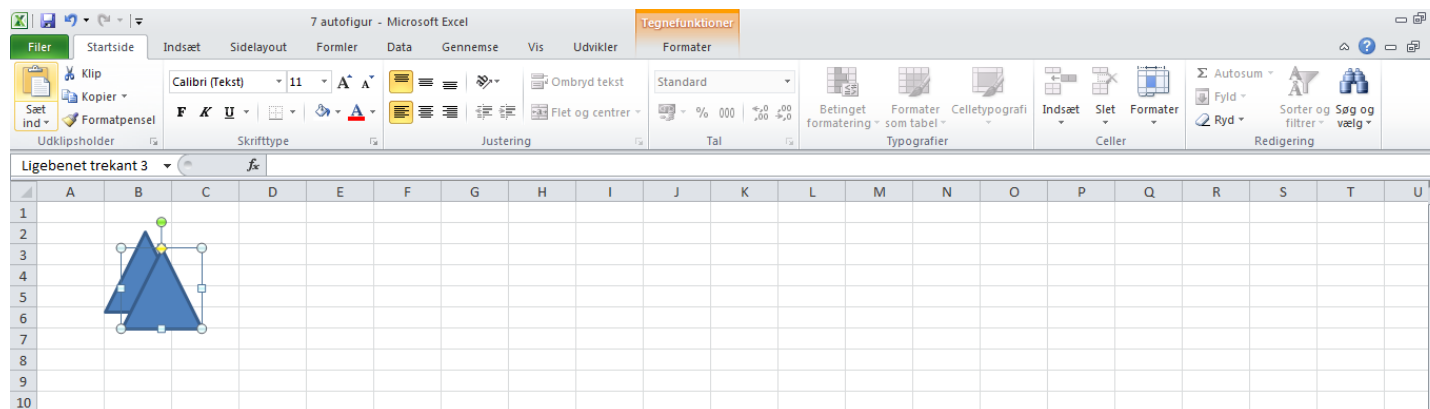 7 autofigur - Microsoft Excel Tegnefunktioner
Filer Startside Indsæt Sidelayout Formler Data Gennemse Vis Udvikler Formater
Sæt ind Klip Kopier Formatpensel
Calibri (Tekst) 11 A A Ombryd tekst Standard
F K U A Flet og centrer % 000 ,00 ,0
Betinget formatering Formater som tabel Celletypografi Indsæt Slet Formater
Σ Autosum Fyld Ryd Sorter og filtrer Søg og vælg
Udklipsholder Skrifttype Justering Tal Typografier Celler Redigering
Ligebenet trekant 3 fx
A B C D E F G H I J K L M N O P Q R S T U
1
2
3
4
5
6
7
8
9
10